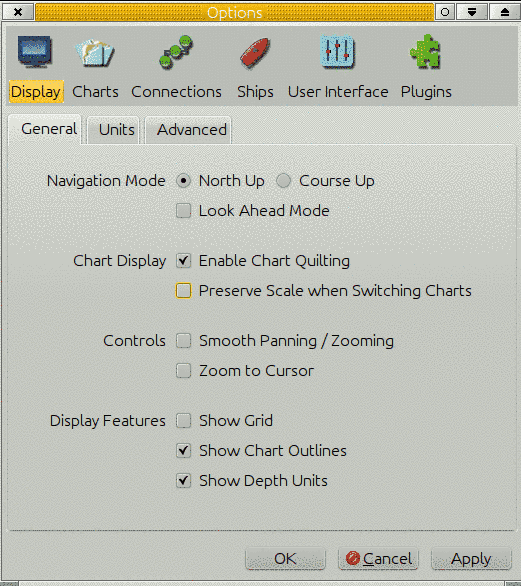 Options
Display Charts Connections Ships User Interface Plugins
General Units Advanced
Navigation Mode North Up Course Up
Look Ahead Mode
Chart Display Enable Chart Quilting
Preserve Scale when Switching Charts
Controls Smooth Panning / Zooming
Zoom to Cursor
Display Features Show Grid
Show Chart Outlines
Show Depth Units
OK Cancel Apply